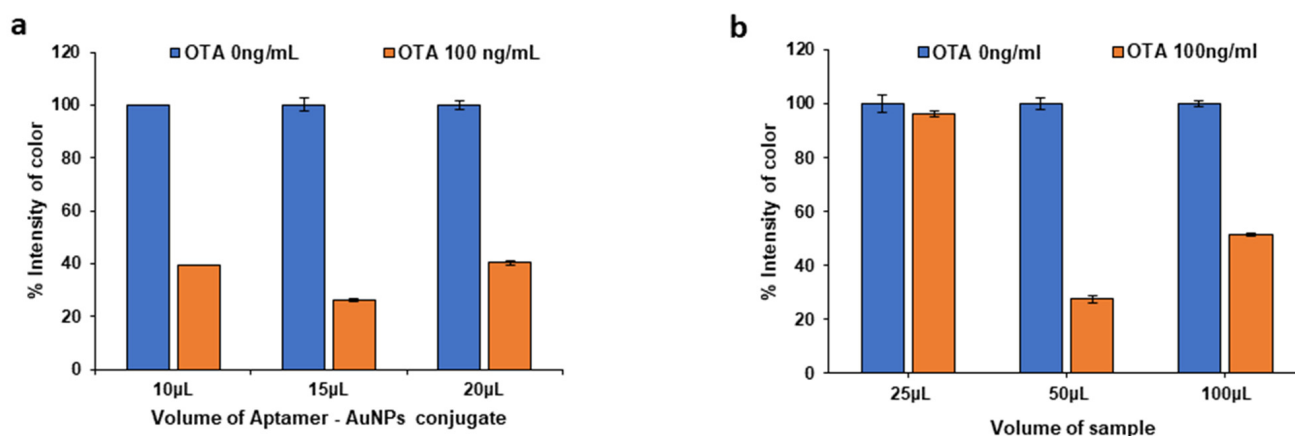 a
OTA 0ng/mL OTA 100 ng/mL
120
100
80
60
40
20
0
% Intensity of color
10µL 15µL 20µL
Volume of Aptamer - AuNPs conjugate
b
OTA 0ng/ml OTA 100ng/ml
120
100
80
60
40
20
0
% Intensity of color
25µL 50µL 100µL
Volume of sample